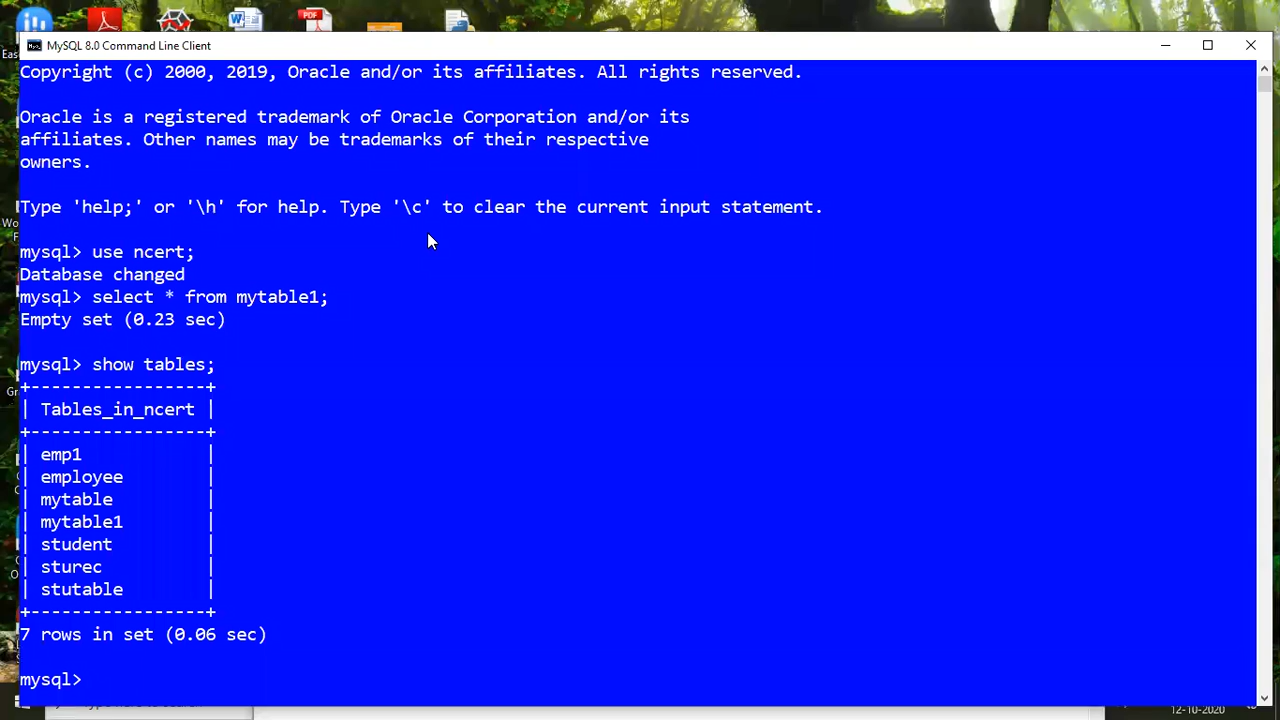 PDF
MySQL 8.0 Command Line Client
Copyright (c) 2000, 2019, Oracle and/or its affiliates. All rights reserved.
Oracle is a registered trademark of Oracle Corporation and/or its
affiliates. Other names may be trademarks of their respective
owners.
Type 'help;' or '\h' for help. Type '\c' to clear the current input statement.
mysql> use ncert;
Database changed
mysql> select * from mytable1;
Empty set (0.23 sec)
mysql> show tables;
+-----------------+
| Tables_in_ncert |
+-----------------+
| emp1            |
| employee        |
| mytable         |
| mytable1        |
| student         |
| sturec          |
| stutable        |
+-----------------+
7 rows in set (0.06 sec)
mysql>
12-10-2020